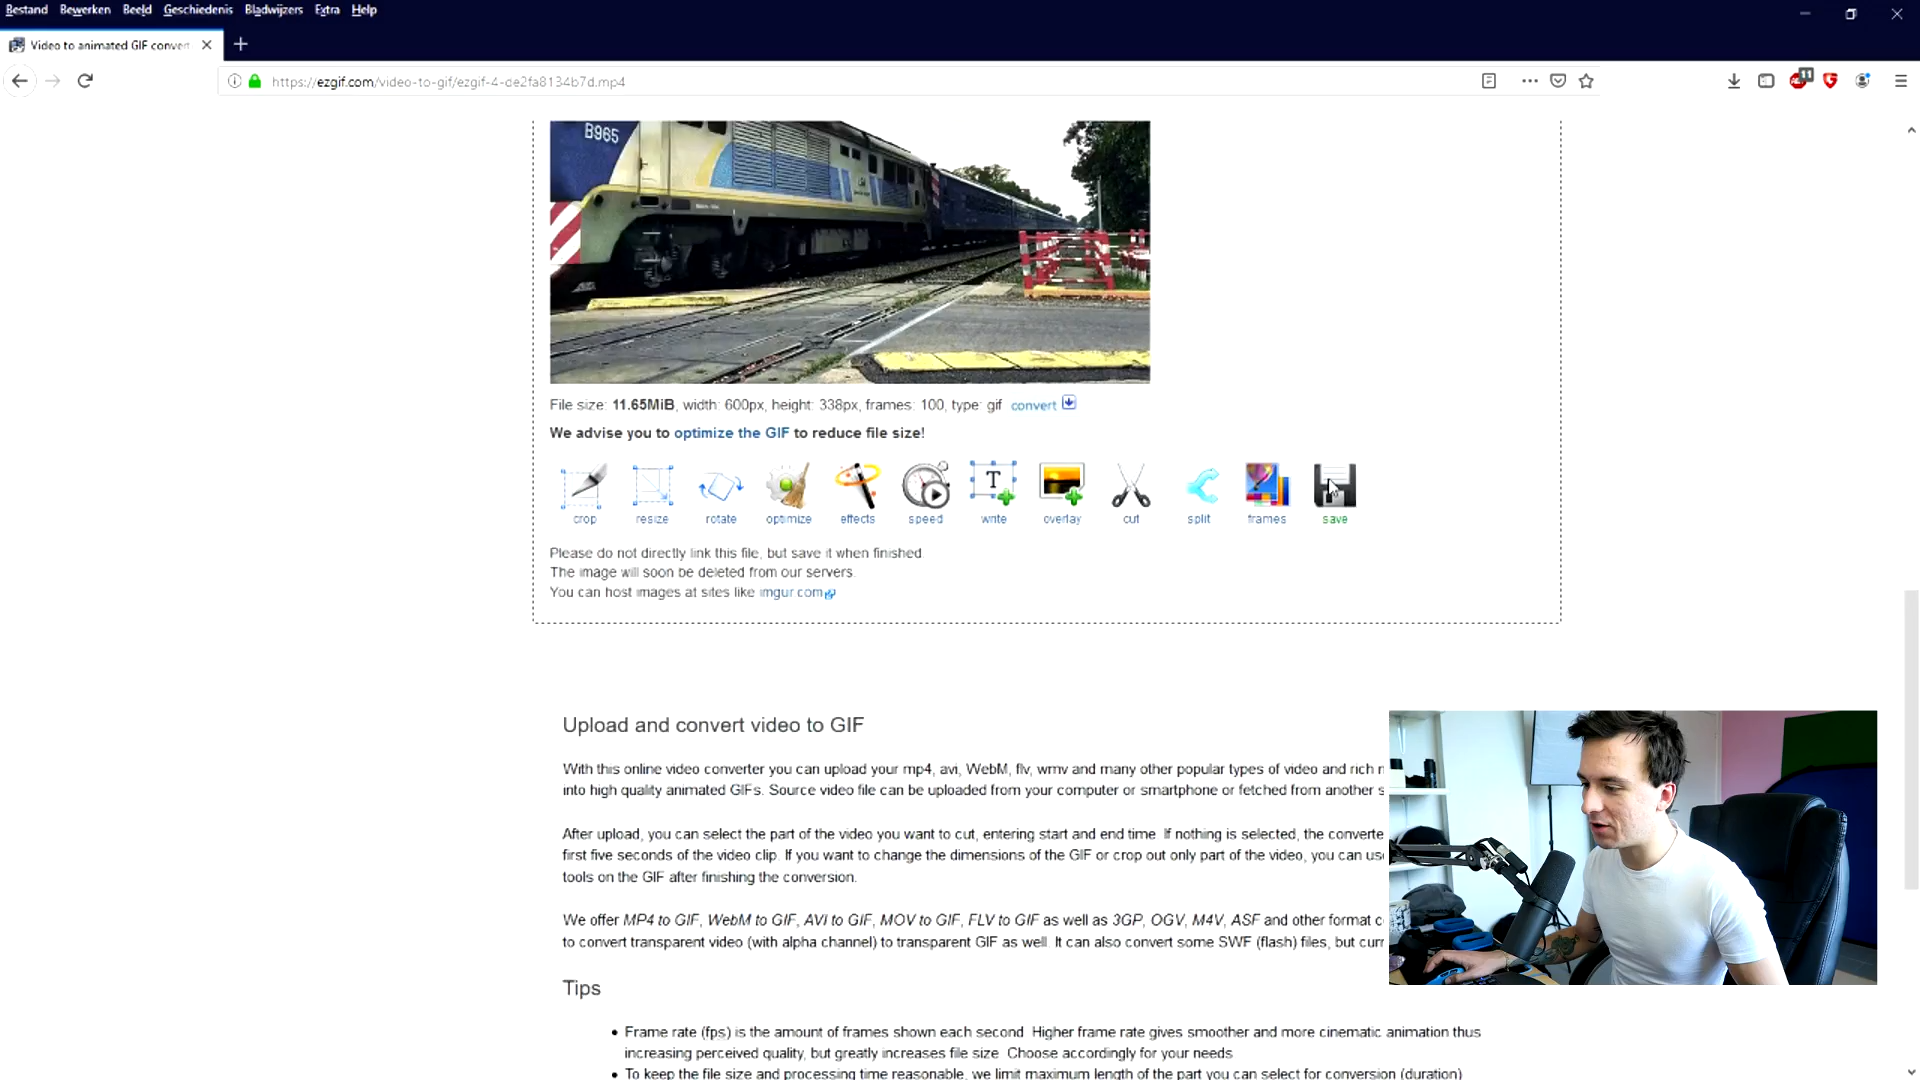 Bestand Bewerken Beeld Geschiedenis Bladwijzers Extra Help
Video to animated GIF convert
https://ezgif.com/video-to-gif/ezgif-4-de2fa8134b7d.mp4
11
B965
File size: 11.65MiB, width: 600px, height: 338px, frames: 100, type: gif convert
We advise you to optimize the GIF to reduce file size!
T
crop resize rotate optimize effects speed write overlay cut split frames save
Please do not directly link this file, but save it when finished.
The image will soon be deleted from our servers.
You can host images at sites like imgur.com
Upload and convert video to GIF
With this online video converter you can upload your mp4, avi, WebM, flv, wmv and many other popular types of video and rich
into high quality animated GIFs. Source video file can be uploaded from your computer or smartphone or fetched from another
After upload, you can select the part of the video you want to cut, entering start and end time. If nothing is selected, the converte
first five seconds of the video clip. If you want to change the dimensions of the GIF or crop out only part of the video, you can us
tools on the GIF after finishing the conversion.
We offer MP4 to GIF, WebM to GIF, AVI to GIF, MOV to GIF, FLV to GIF as well as 3GP, OGV, M4V, ASF and other format
to convert transparent video (with alpha channel) to transparent GIF as well. It can also convert some SWF (flash) files, but curr
Tips
Frame rate (fps) is the amount of frames shown each second. Higher frame rate gives smoother and more cinematic animation thus
increasing perceived quality, but greatly increases file size. Choose accordingly for your needs
To keep the file size and processing time reasonable, we limit maximum length of the part you can select for conversion (duration)